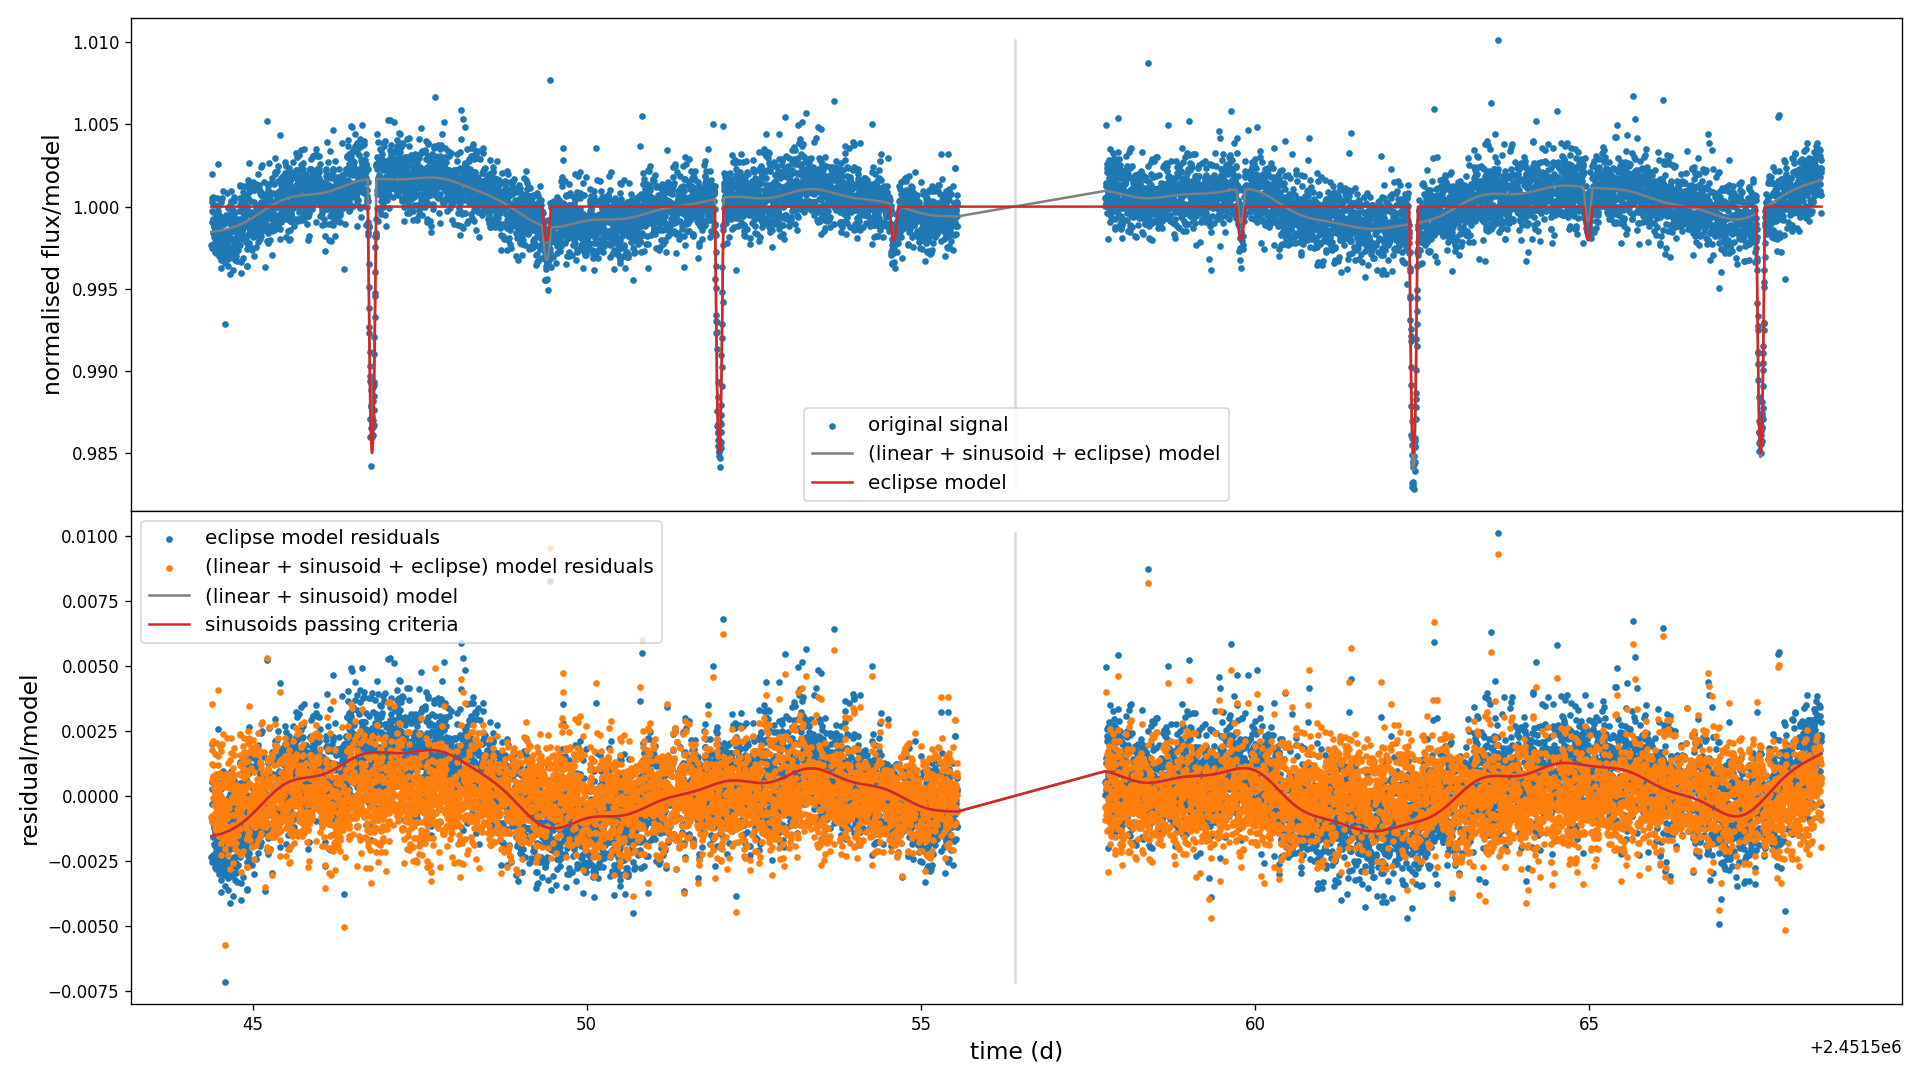 1.010
1.005
1.000
0.995
0.990
0.985
normalised flux/model
original signal
(linear + sinusoid + eclipse) model
eclipse model
0.0100
0.0075
0.0050
0.0025
0.0000
−0.0025
−0.0050
−0.0075
residual/model
eclipse model residuals
(linear + sinusoid + eclipse) model residuals
(linear + sinusoid) model
sinusoids passing criteria
45
50
55
60
65
time (d)
+2.4515e6